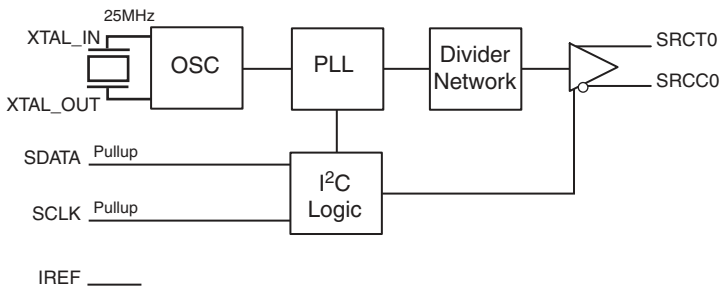 25MHz
XTAL_IN
XTAL_OUT
OSC
PLL
Divider
Network
SRCT0
SRCC0
SDATA Pullup
SCLK Pullup
I²C
Logic
IREF